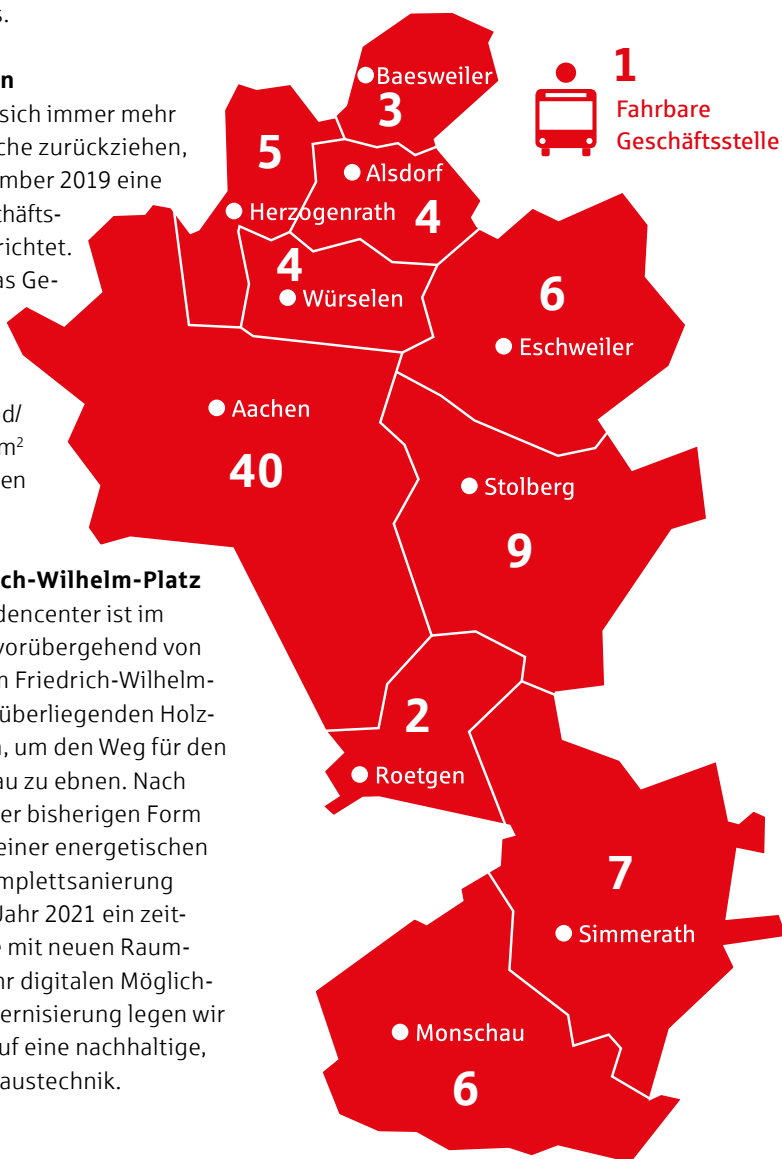 s.
n
sich immer mehr
che zurückziehen,
mber 2019 eine
chäfts-
richtet.
as Ge-
d/
m²
en
ch-Wilhelm-Platz
dencenter ist im
vorübergehend von
m Friedrich-Wilhelm-
überliegenden Holz-
n, um den Weg für den
au zu ebnen. Nach
er bisherigen Form
einer energetischen
mplettsanierung
Jahr 2021 ein zeit-
e mit neuen Raum-
hr digitalen Möglich-
ernisierung legen wir
uf eine nachhaltige,
austechnik.
1
Fahrbare
Geschäftsstelle
Baesweiler
3
5
Herzogenrath
Alsdorf
4
4
Würselen
6
Eschweiler
Aachen
40
Stolberg
9
2
Roetgen
7
Simmerath
Monschau
6